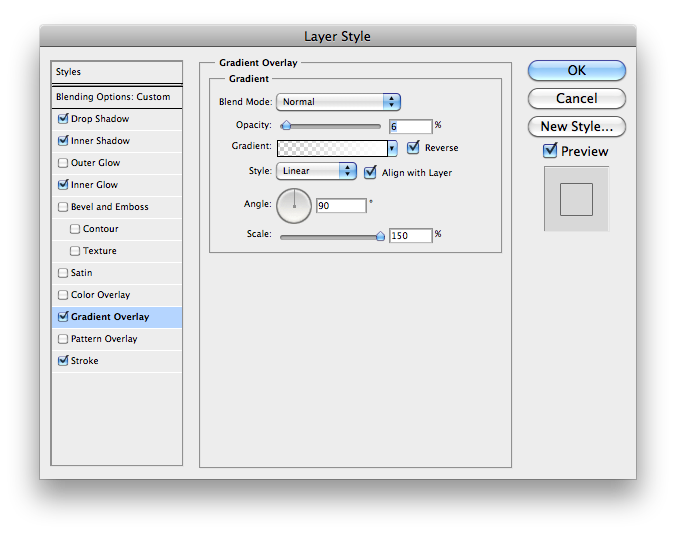 Layer Style
Styles
Blending Options: Custom
Drop Shadow
Inner Shadow
Outer Glow
Inner Glow
Bevel and Emboss
Contour
Texture
Satin
Color Overlay
Gradient Overlay
Pattern Overlay
Stroke
Gradient Overlay
Gradient
Blend Mode: Normal
Opacity: 6 %
Gradient: Reverse
Style: Linear Align with Layer
Angle: 90 °
Scale: 150 %
OK
Cancel
New Style...
Preview